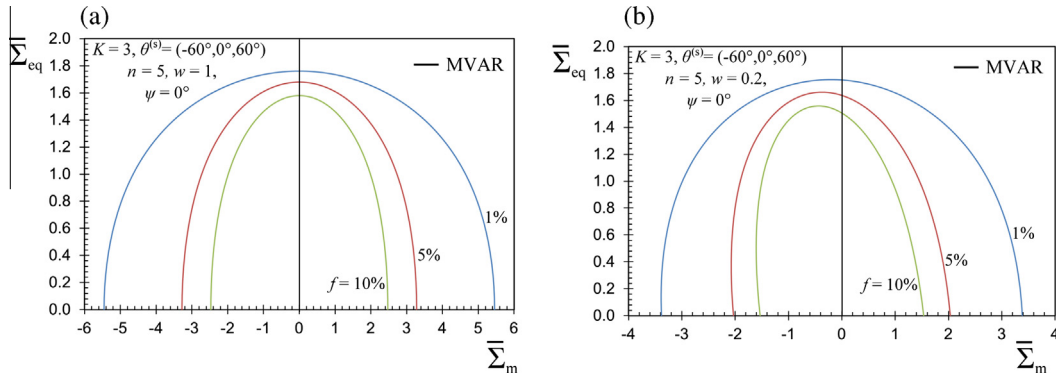 (a)
Σ̅eq
2.0
1.8
1.6
1.4
1.2
1.0
0.8
0.6
0.4
0.2
0.0
K = 3, θ⁽ˢ⁾= (-60°,0°,60°)
n = 5, w = 1,
ψ = 0°
MVAR
1%
5%
f = 10%
-6 -5 -4 -3 -2 -1 0 1 2 3 4 5 6
Σ̅m
(b)
Σ̅eq
2.0
1.8
1.6
1.4
1.2
1.0
0.8
0.6
0.4
0.2
0.0
K = 3, θ⁽ˢ⁾= (-60°,0°,60°)
n = 5, w = 0.2,
ψ = 0°
MVAR
1%
5%
f = 10%
-4 -3 -2 -1 0 1 2 3 4
Σ̅m